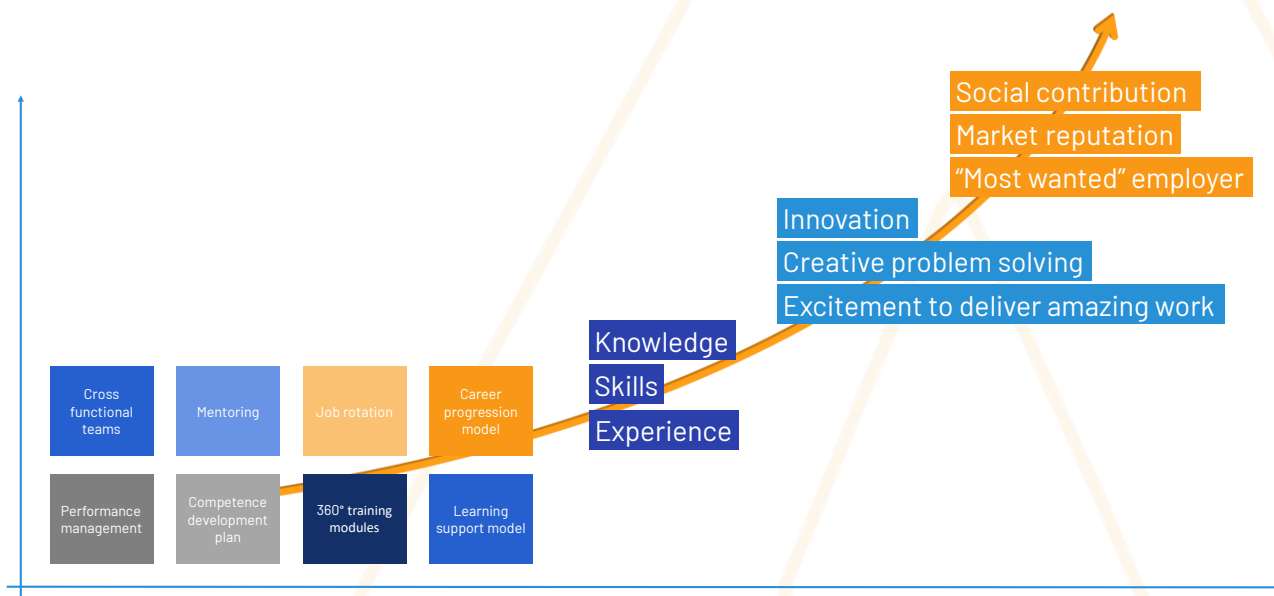 Social contribution
Market reputation
“Most wanted” employer
Innovation
Creative problem solving
Excitement to deliver amazing work
Knowledge
Skills
Experience
Cross
functional
teams
Mentoring
Job rotation
Career
progression
model
Performance
management
Competence
development
plan
360° training
modules
Learning
support model